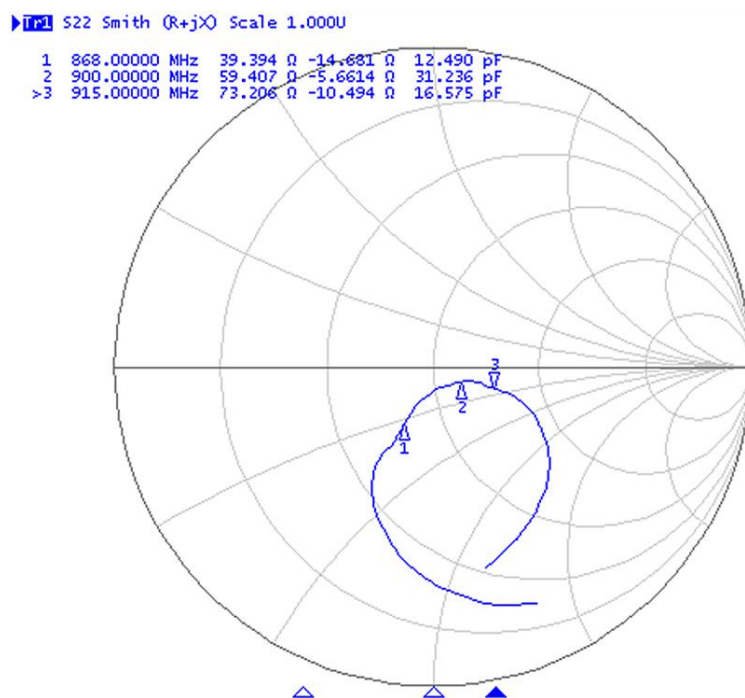 Tr1 S22 Smith (R+jX) Scale 1.000U
1 868.00000 MHz 39.394 Ω -14.681 Ω 12.490 pF
2 900.00000 MHz 59.407 Ω -5.6614 Ω 31.236 pF
>3 915.00000 MHz 73.206 Ω -10.494 Ω 16.575 pF
3
2
1